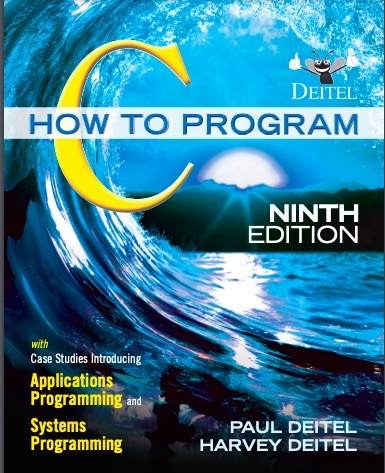 DEITEL®
C
HOW TO PROGRAM
NINTH
EDITION
with
Case Studies Introducing
Applications
Programming and
Systems
Programming
PAUL DEITEL
HARVEY DEITEL